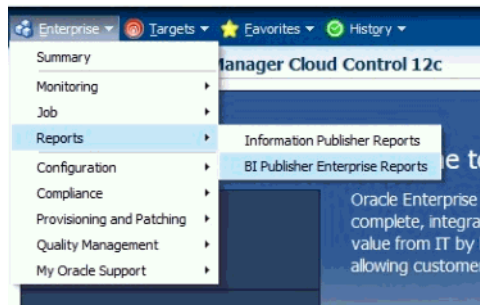 Enterprise Targets Favorites History
Summary
Manager Cloud Control 12c
Monitoring
Job
Reports
Information Publisher Reports
BI Publisher Enterprise Reports
Configuration
Compliance
Provisioning and Patching
Quality Management
My Oracle Support
Oracle Enterprise
complete, integra
value from IT by
allowing custome